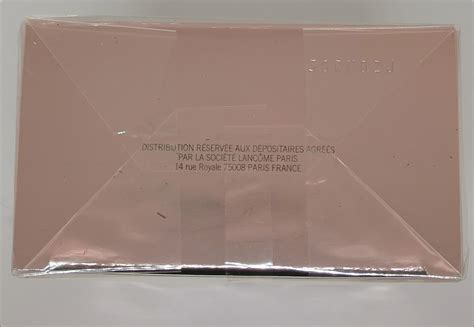 DISTRIBUTION RÉSERVÉE AUX DÉPOSITAIRES AGRÉÉS
PAR LA SOCIÉTÉ LANCÔME PARIS
14 rue Royale 75008 PARIS FRANCE